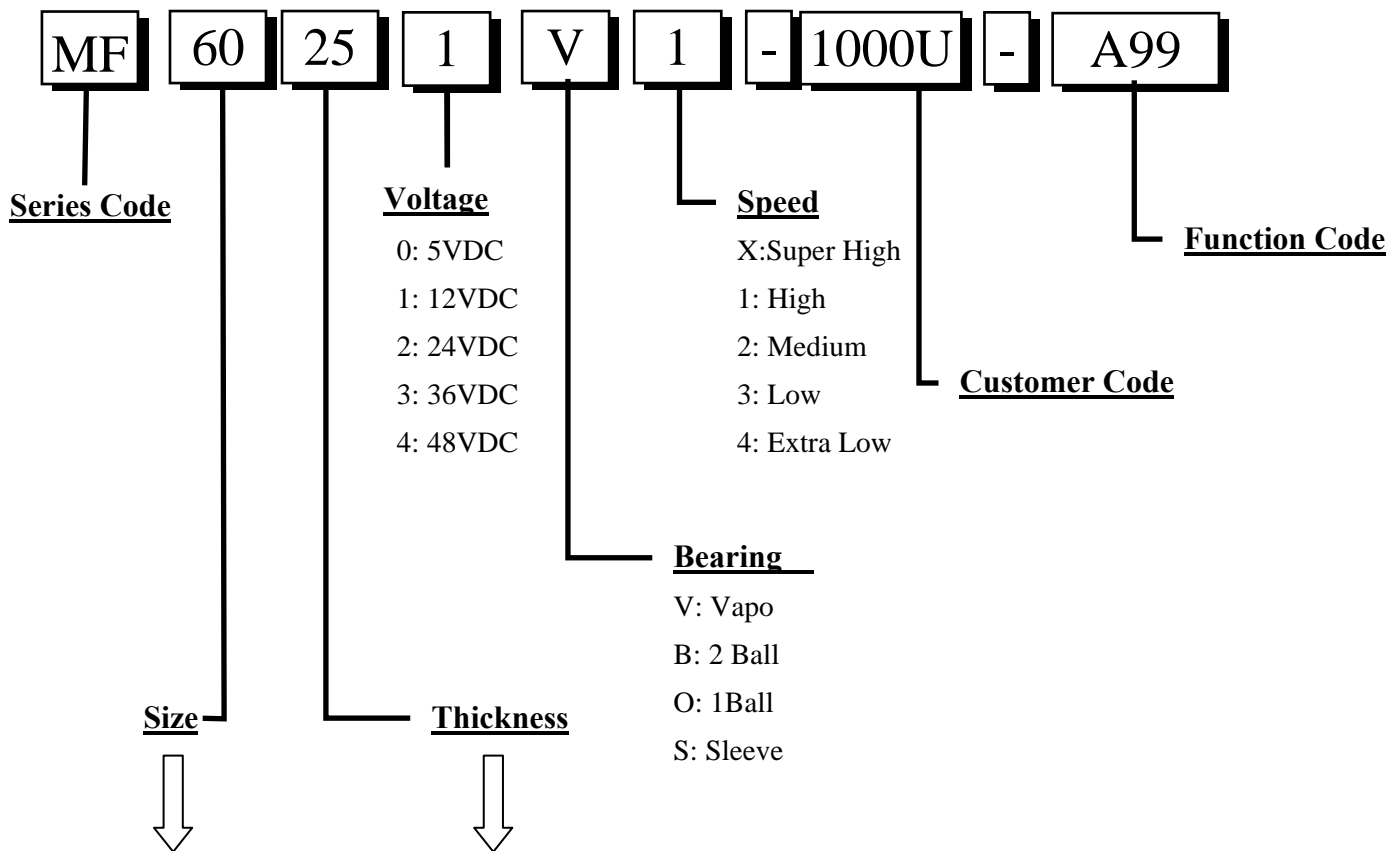 MF 60 25 1 V 1 - 1000U - A99
Series Code
Voltage
0: 5VDC
1: 12VDC
2: 24VDC
3: 36VDC
4: 48VDC
Speed
X:Super High
1: High
2: Medium
3: Low
4: Extra Low
Function Code
Customer Code
Bearing
V: Vapo
B: 2 Ball
O: 1Ball
S: Sleeve
Size
Thickness